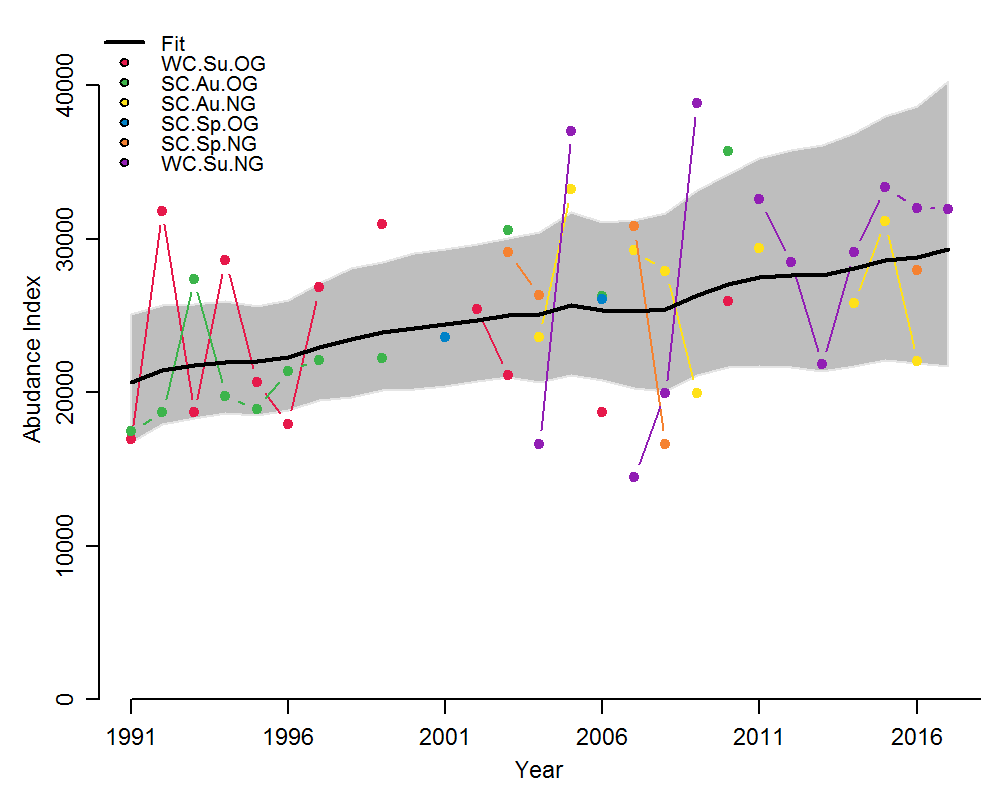 Fit
WC.Su.OG
SC.Au.OG
SC.Au.NG
SC.Sp.OG
SC.Sp.NG
WC.Su.NG
40000
30000
20000
10000
0
Abudance Index
1991 1996 2001 2006 2011 2016
Year